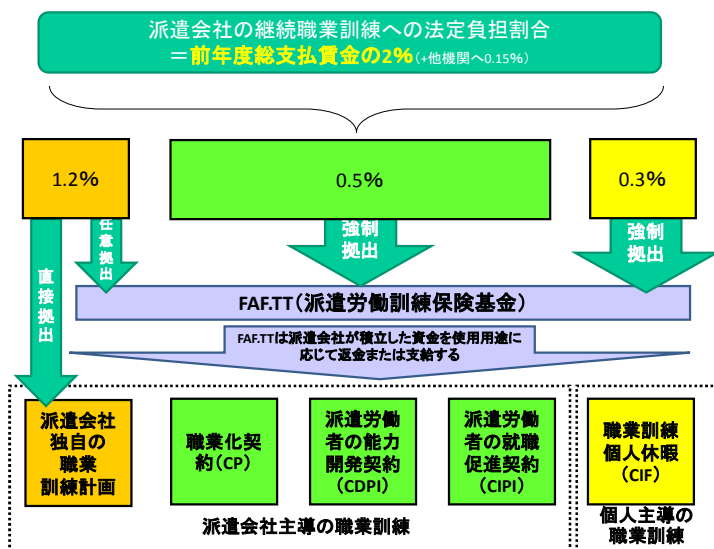 派遣会社の継続職業訓練への法定負担割合
＝前年度総支払賃金の2%(+他機関へ0.15%)
1.2%
0.5%
0.3%
直接拠出
任意拠出
強制
拠出
強制
拠出
FAF.TT(派遣労働訓練保険基金)
FAF.TTは派遣会社が積立した資金を使用用途に
応じて返金または支給する
派遣会社
独自の
職業
訓練計画
職業化契
約(CP)
派遣労働
者の能力
開発契約
(CDPI)
派遣労働
者の就職
促進契約
(CIPI)
職業訓練
個人休暇
(CIF)
派遣会社主導の職業訓練
個人主導の
職業訓練